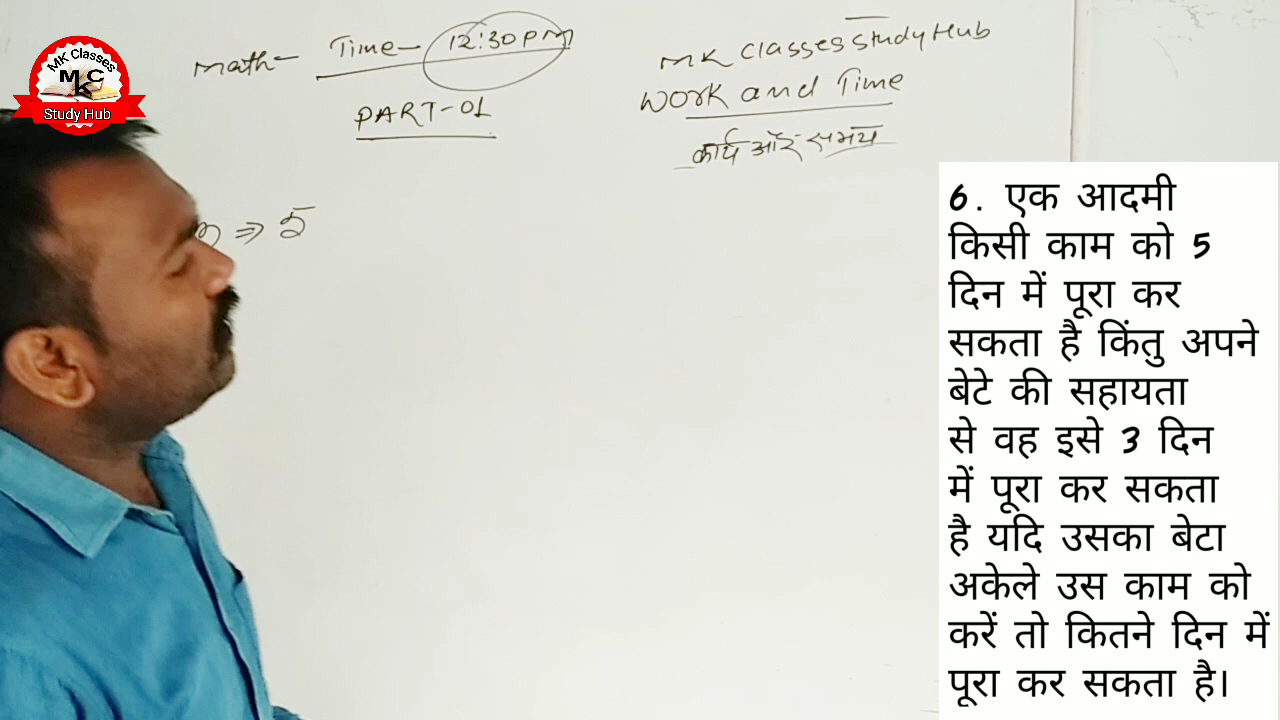 MK Classes
MCK
Study Hub
Math- Time- 12:30PM
PART-01
MK Classes Study Hub
Work and Time
कार्य और समय
⇒ 5
6. एक आदमी
किसी काम को 5
दिन में पूरा कर
सकता है किंतु अपने
बेटे की सहायता
से वह इसे 3 दिन
में पूरा कर सकता
है यदि उसका बेटा
अकेले उस काम को
करें तो कितने दिन में
पूरा कर सकता है।